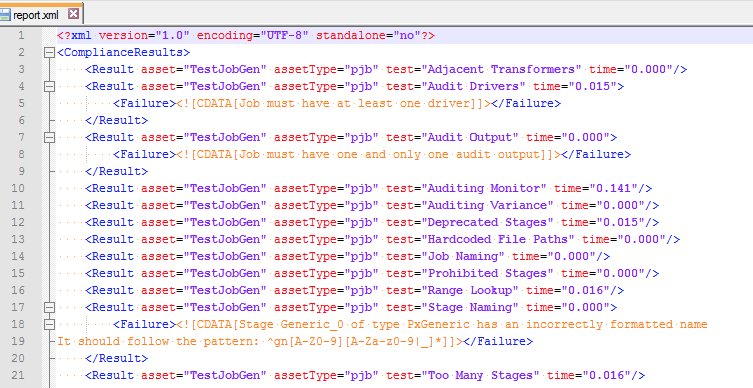 report.xml
1 <?xml version="1.0" encoding="UTF-8" standalone="no"?>
2 <ComplianceResults>
3 <Result asset="TestJobGen" assetType="pjb" test="Adjacent Transformers" time="0.000"/>
4 <Result asset="TestJobGen" assetType="pjb" test="Audit Drivers" time="0.015">
5 <Failure><![CDATA[Job must have at least one driver]]></Failure>
6 </Result>
7 <Result asset="TestJobGen" assetType="pjb" test="Audit Output" time="0.000">
8 <Failure><![CDATA[Job must have one and only one audit output]]></Failure>
9 </Result>
10 <Result asset="TestJobGen" assetType="pjb" test="Auditing Monitor" time="0.141"/>
11 <Result asset="TestJobGen" assetType="pjb" test="Auditing Variance" time="0.000"/>
12 <Result asset="TestJobGen" assetType="pjb" test="Deprecated Stages" time="0.015"/>
13 <Result asset="TestJobGen" assetType="pjb" test="Hardcoded File Paths" time="0.000"/>
14 <Result asset="TestJobGen" assetType="pjb" test="Job Naming" time="0.000"/>
15 <Result asset="TestJobGen" assetType="pjb" test="Prohibited Stages" time="0.000"/>
16 <Result asset="TestJobGen" assetType="pjb" test="Range Lookup" time="0.016"/>
17 <Result asset="TestJobGen" assetType="pjb" test="Stage Naming" time="0.000">
18 <Failure><![CDATA[Stage Generic_0 of type PxGeneric has an incorrectly formatted name
19 It should follow the pattern: ^gn[A-Z0-9][A-Za-z0-9|_]*]]></Failure>
20 </Result>
21 <Result asset="TestJobGen" assetType="pjb" test="Too Many Stages" time="0.016"/>